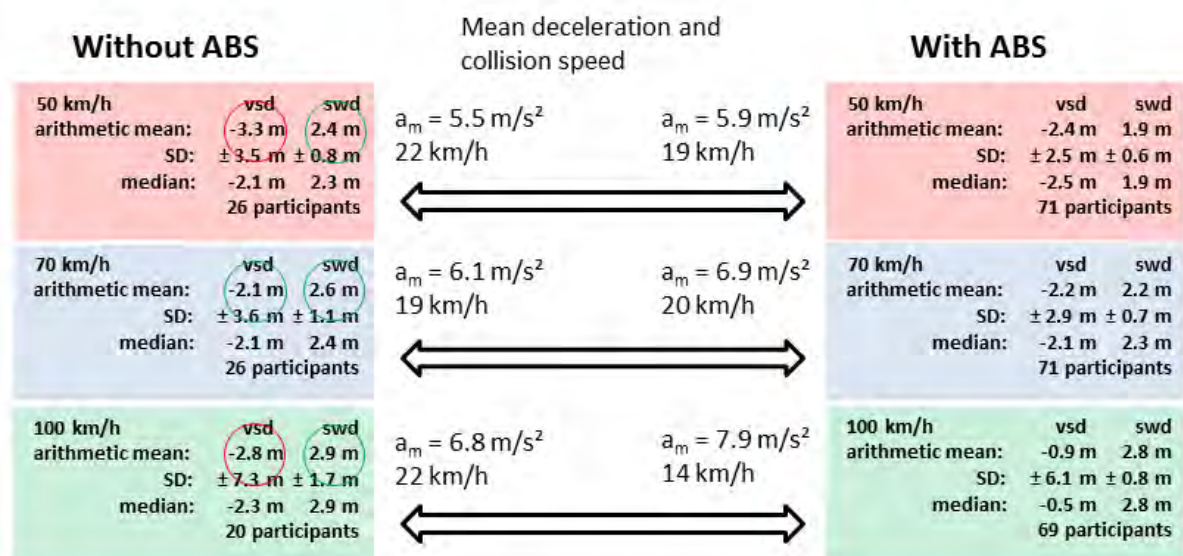 Without ABS
Mean deceleration and
collision speed
With ABS
50 km/h vsd swd
arithmetic mean: -3.3 m 2.4 m
SD: ± 3.5 m ± 0.8 m
median: -2.1 m 2.3 m
26 participants
aₘ = 5.5 m/s² aₘ = 5.9 m/s²
22 km/h 19 km/h
50 km/h vsd swd
arithmetic mean: -2.4 m 1.9 m
SD: ± 2.5 m ± 0.6 m
median: -2.5 m 1.9 m
71 participants
70 km/h vsd swd
arithmetic mean: -2.1 m 2.6 m
SD: ± 3.6 m ± 1.1 m
median: -2.1 m 2.4 m
26 participants
aₘ = 6.1 m/s² aₘ = 6.9 m/s²
19 km/h 20 km/h
70 km/h vsd swd
arithmetic mean: -2.2 m 2.2 m
SD: ± 2.9 m ± 0.7 m
median: -2.1 m 2.3 m
71 participants
100 km/h vsd swd
arithmetic mean: -2.8 m 2.9 m
SD: ± 7.3 m ± 1.7 m
median: -2.3 m 2.9 m
20 participants
aₘ = 6.8 m/s² aₘ = 7.9 m/s²
22 km/h 14 km/h
100 km/h vsd swd
arithmetic mean: -0.9 m 2.8 m
SD: ± 6.1 m ± 0.8 m
median: -0.5 m 2.8 m
69 participants